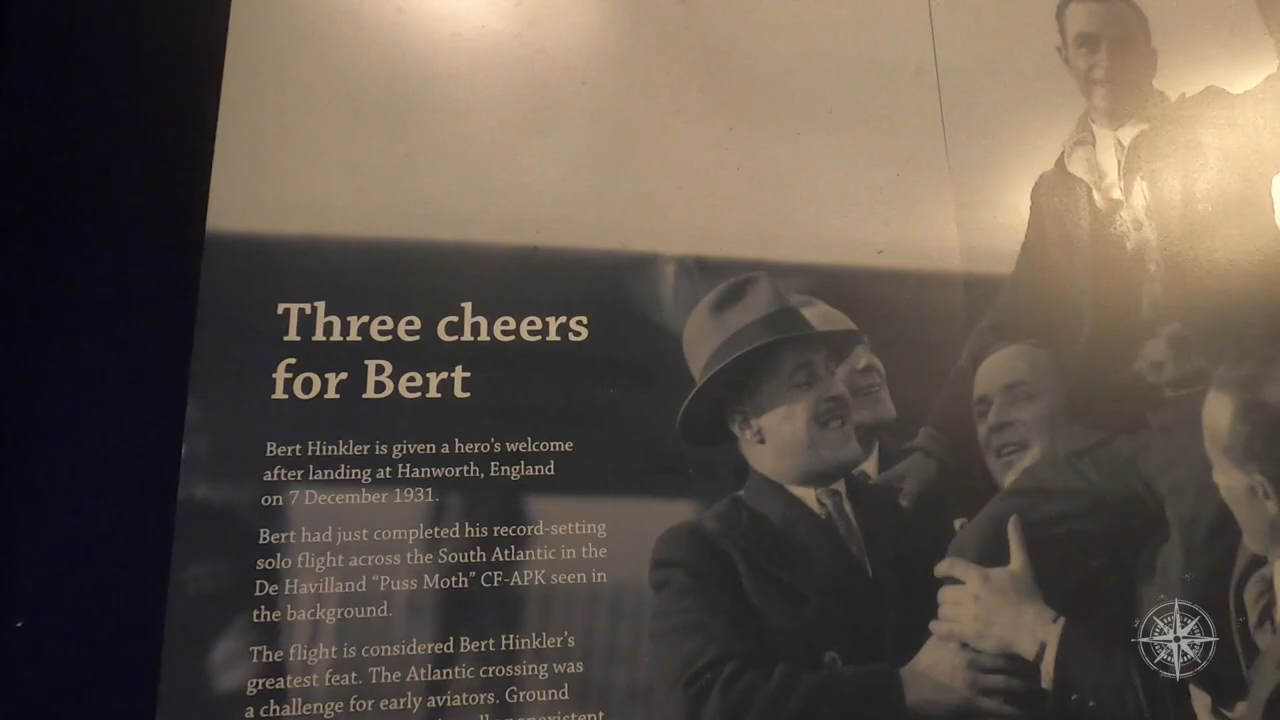 Three cheers
for Bert
Bert Hinkler is given a hero's welcome
after landing at Hanworth, England
on 7 December 1931.
Bert had just completed his record-setting
solo flight across the South Atlantic in the
De Havilland “Puss Moth” CF-APK seen in
the background.
The flight is considered Bert Hinkler's
greatest feat. The Atlantic crossing was
a challenge for early aviators. Ground
nonexistent